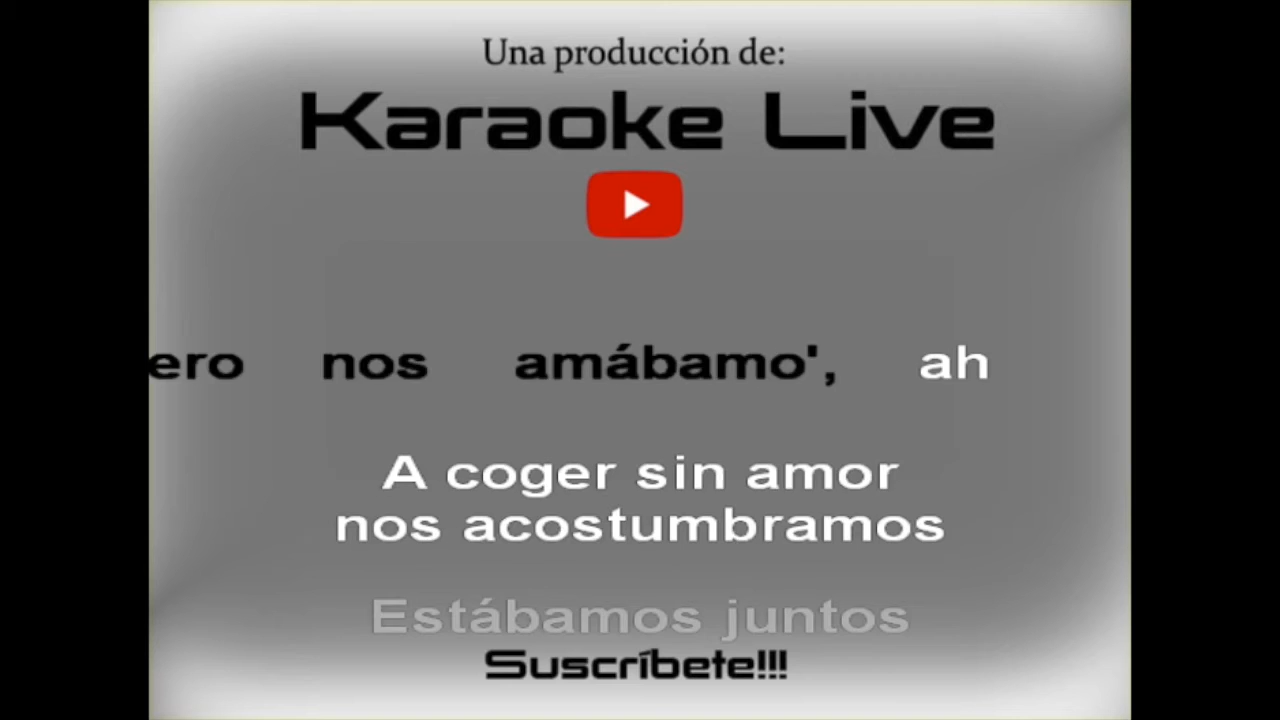 Una producción de:
Karaoke Live
ero nos amábamo', ah
A coger sin amor
nos acostumbramos
Estábamos juntos
Suscríbete!!!